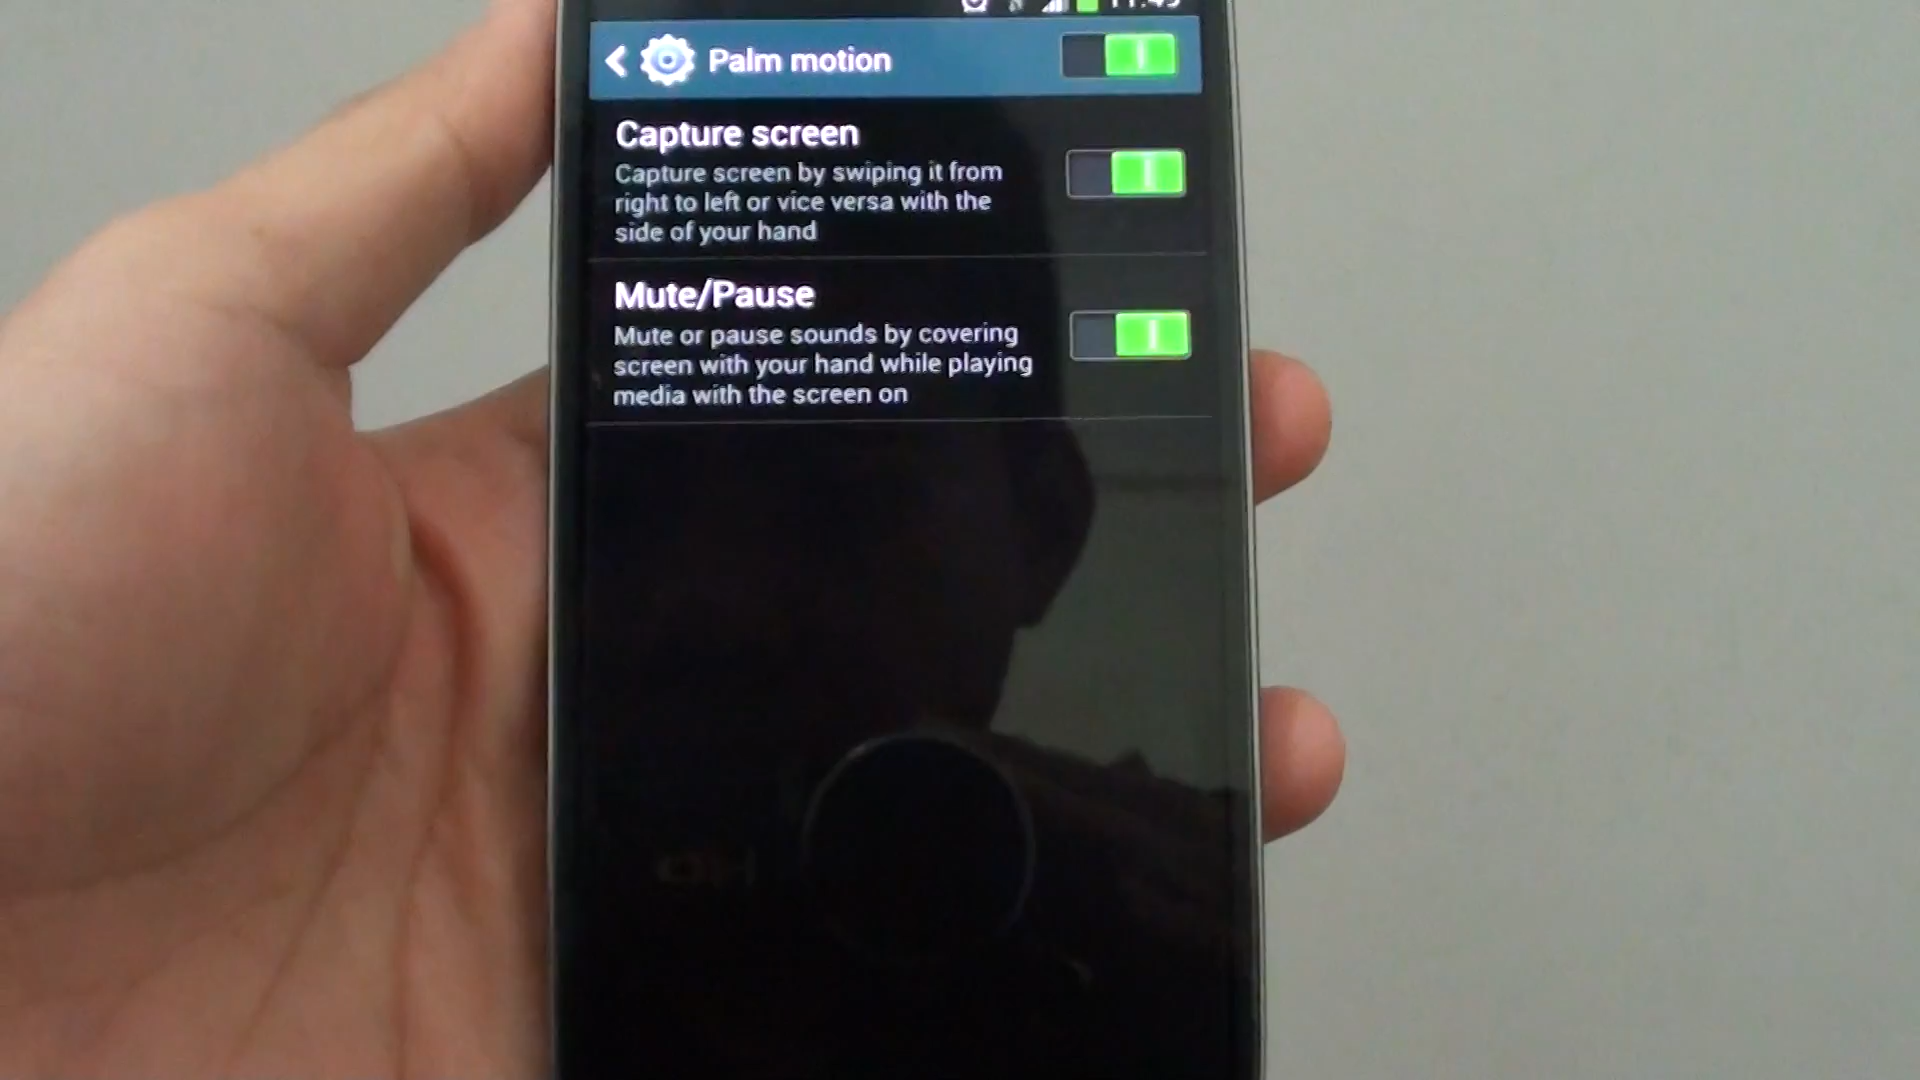 Palm motion
Capture screen
Capture screen by swiping it from
right to left or vice versa with the
side of your hand
Mute/Pause
Mute or pause sounds by covering
screen with your hand while playing
media with the screen on